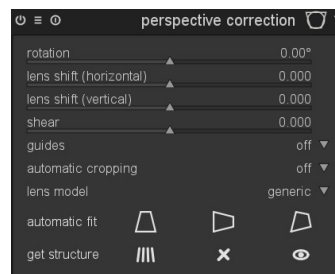 perspective correction
rotation 0.00°
lens shift (horizontal) 0.000
lens shift (vertical) 0.000
shear 0.000
guides off
automatic cropping off
lens model generic
automatic fit
get structure